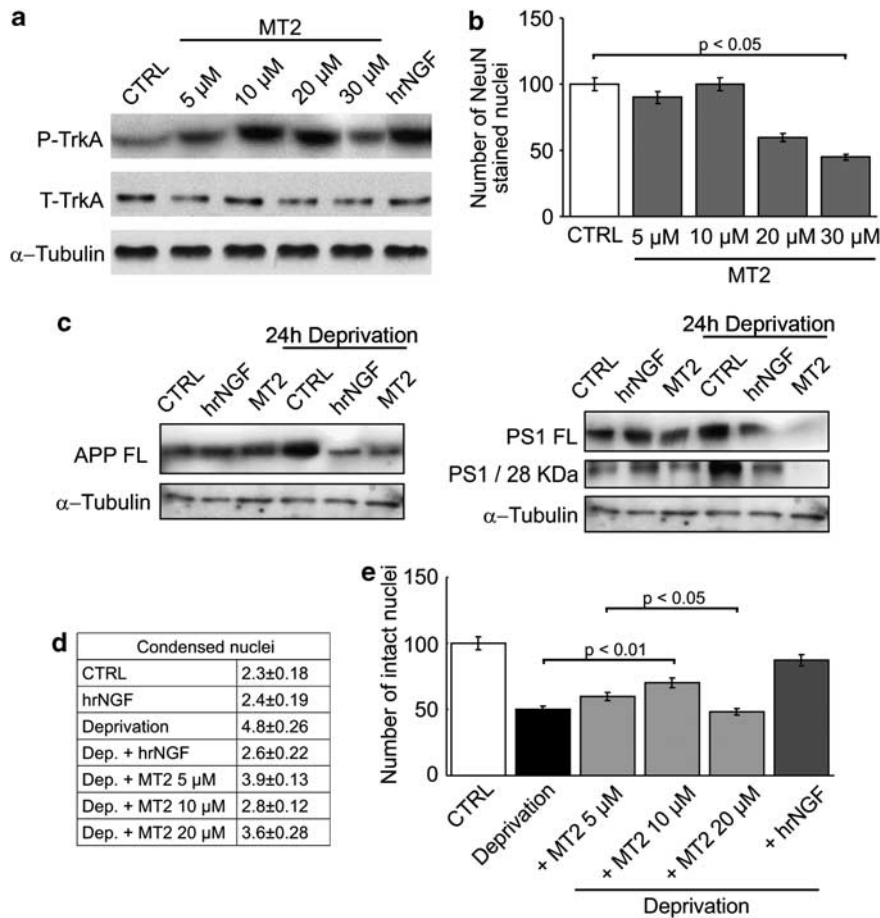 a
MT2
CTRL
5 µM
10 µM
20 µM
30 µM
hrNGF
P-TrkA
T-TrkA
α–Tubulin
b
p < 0.05
Number of NeuN
stained nuclei
150
100
50
0
CTRL 5 µM 10 µM 20 µM 30 µM
MT2
c
24h Deprivation
CTRL
hrNGF
MT2
CTRL
hrNGF
MT2
APP FL
α–Tubulin
24h Deprivation
CTRL
hrNGF
MT2
CTRL
hrNGF
MT2
PS1 FL
PS1 / 28 KDa
α–Tubulin
d
Condensed nuclei
CTRL 2.3±0.18
hrNGF 2.4±0.19
Deprivation 4.8±0.26
Dep. + hrNGF 2.6±0.22
Dep. + MT2 5 µM 3.9±0.13
Dep. + MT2 10 µM 2.8±0.12
Dep. + MT2 20 µM 3.6±0.28
e
Number of intact nuclei
150
100
50
0
p < 0.05
p < 0.01
CTRL
Deprivation
+ MT2 5 µM
+ MT2 10 µM
+ MT2 20 µM
+ hrNGF
Deprivation